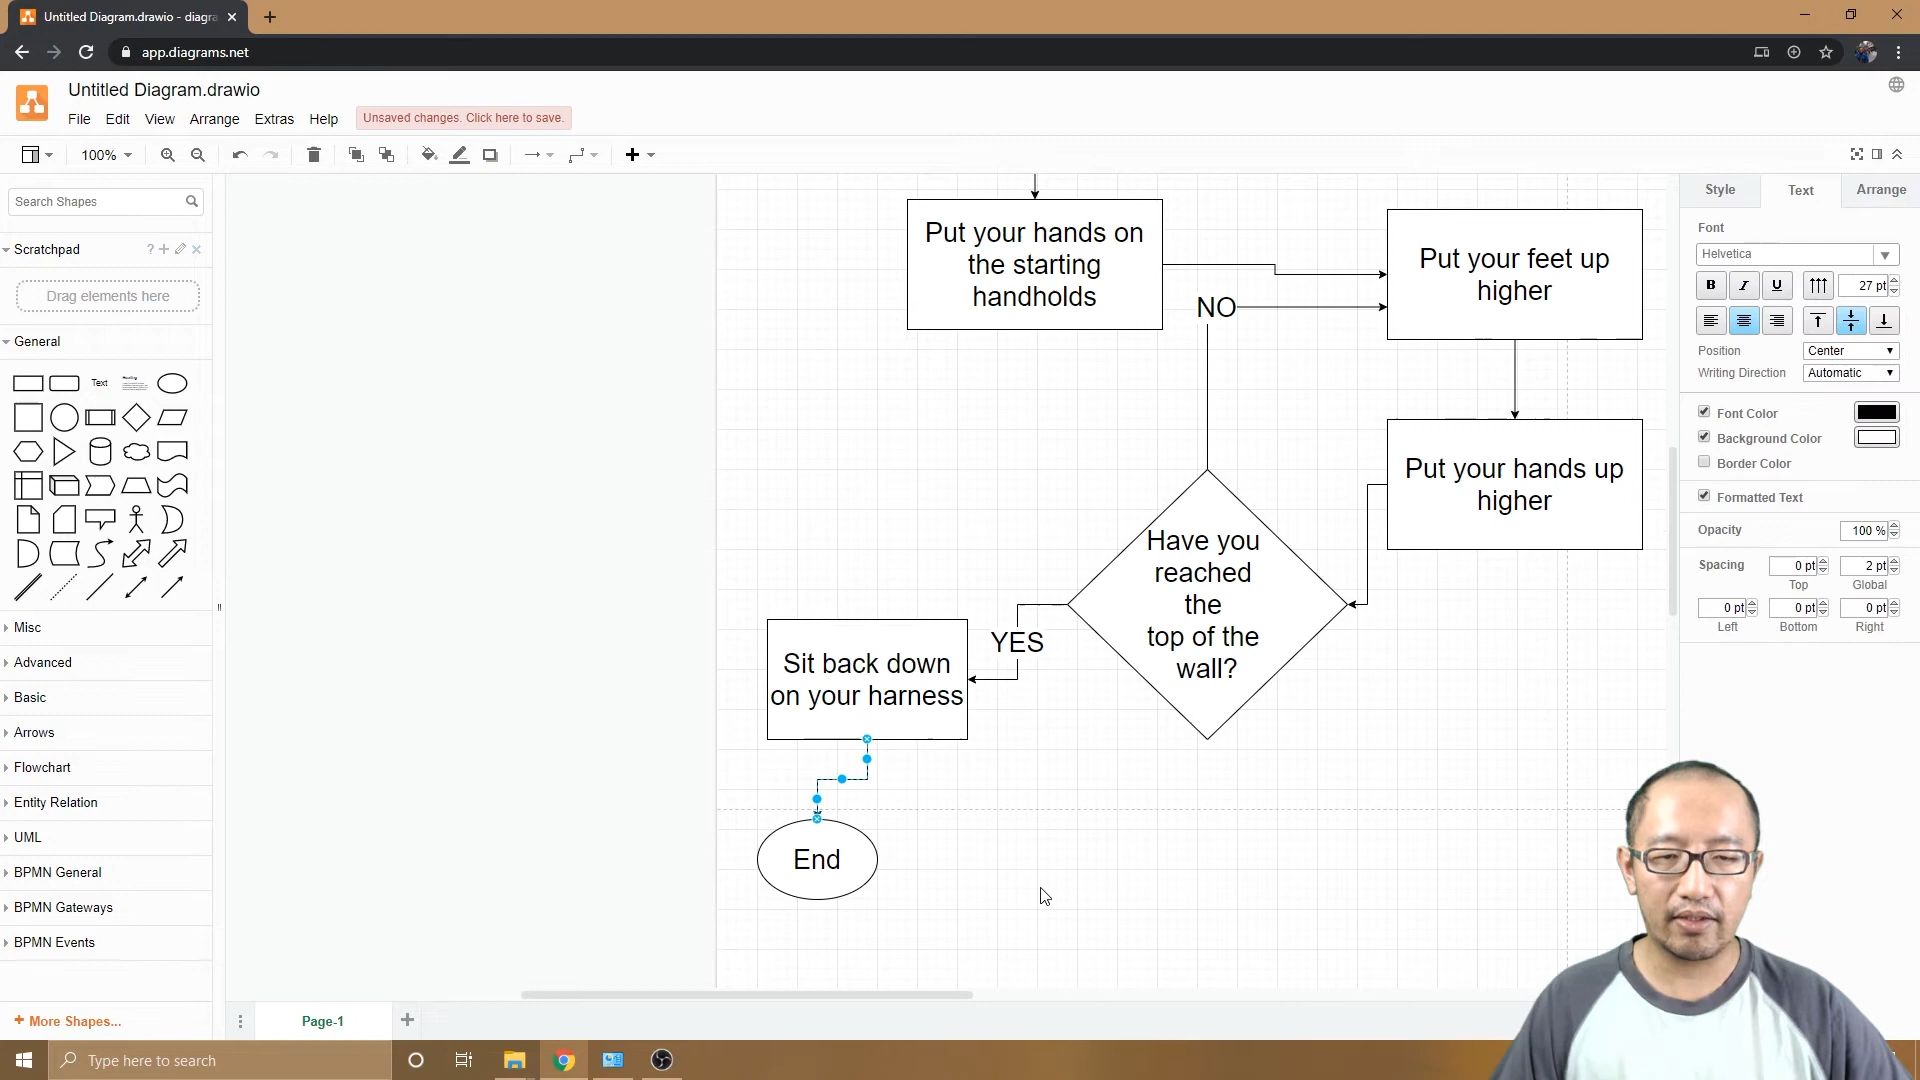 Untitled Diagram.drawio - diagra
app.diagrams.net
Untitled Diagram.drawio
File Edit View Arrange Extras Help
Unsaved changes. Click here to save.
100%
Search Shapes
Scratchpad
?
Drag elements here
General
Text
Heading
Misc
Advanced
Basic
Arrows
Flowchart
Entity Relation
UML
BPMN General
BPMN Gateways
BPMN Events
+ More Shapes...
Put your hands on
the starting
handholds
Put your feet up
higher
NO
Put your hands up
higher
Have you
reached
the
top of the
wall?
YES
Sit back down
on your harness
End
Style Text Arrange
Font
Helvetica
B I U 27 pt
Position Center
Writing Direction Automatic
Font Color
Background Color
Border Color
Formatted Text
Opacity 100 %
Spacing 0 pt 2 pt
Top Global
0 pt 0 pt 0 pt
Left Bottom Right
Page-1
Type here to search